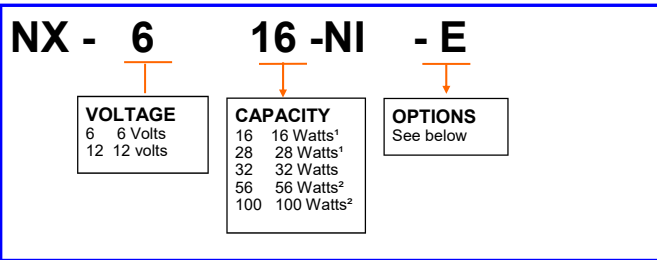 NX - 6 16 -NI - E
VOLTAGE
6 6 Volts
12 12 volts
CAPACITY
16 16 Watts¹
28 28 Watts¹
32 32 Watts
56 56 Watts²
100 100 Watts²
OPTIONS
See below